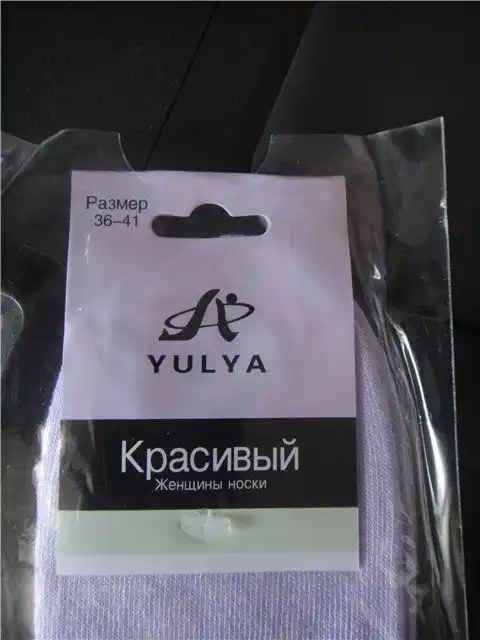 Размер
36-41
YULYA
Красивый
Женщины носки